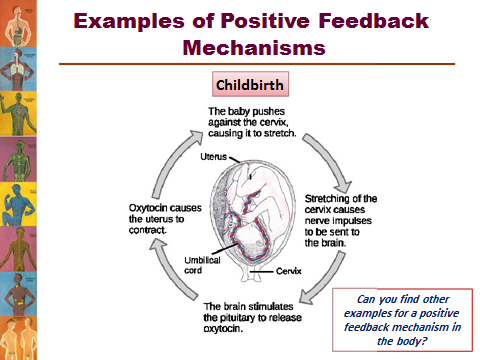 Examples of Positive Feedback
Mechanisms
Childbirth
The baby pushes
against the cervix,
causing it to stretch.
Uterus
Stretching of the
cervix causes
nerve impulses
to be sent to
the brain.
Oxytocin causes
the uterus to
contract.
Umbilical
cord
Cervix
The brain stimulates
the pituitary to release
oxytocin.
Can you find other
examples for a positive
feedback mechanism in
the body?